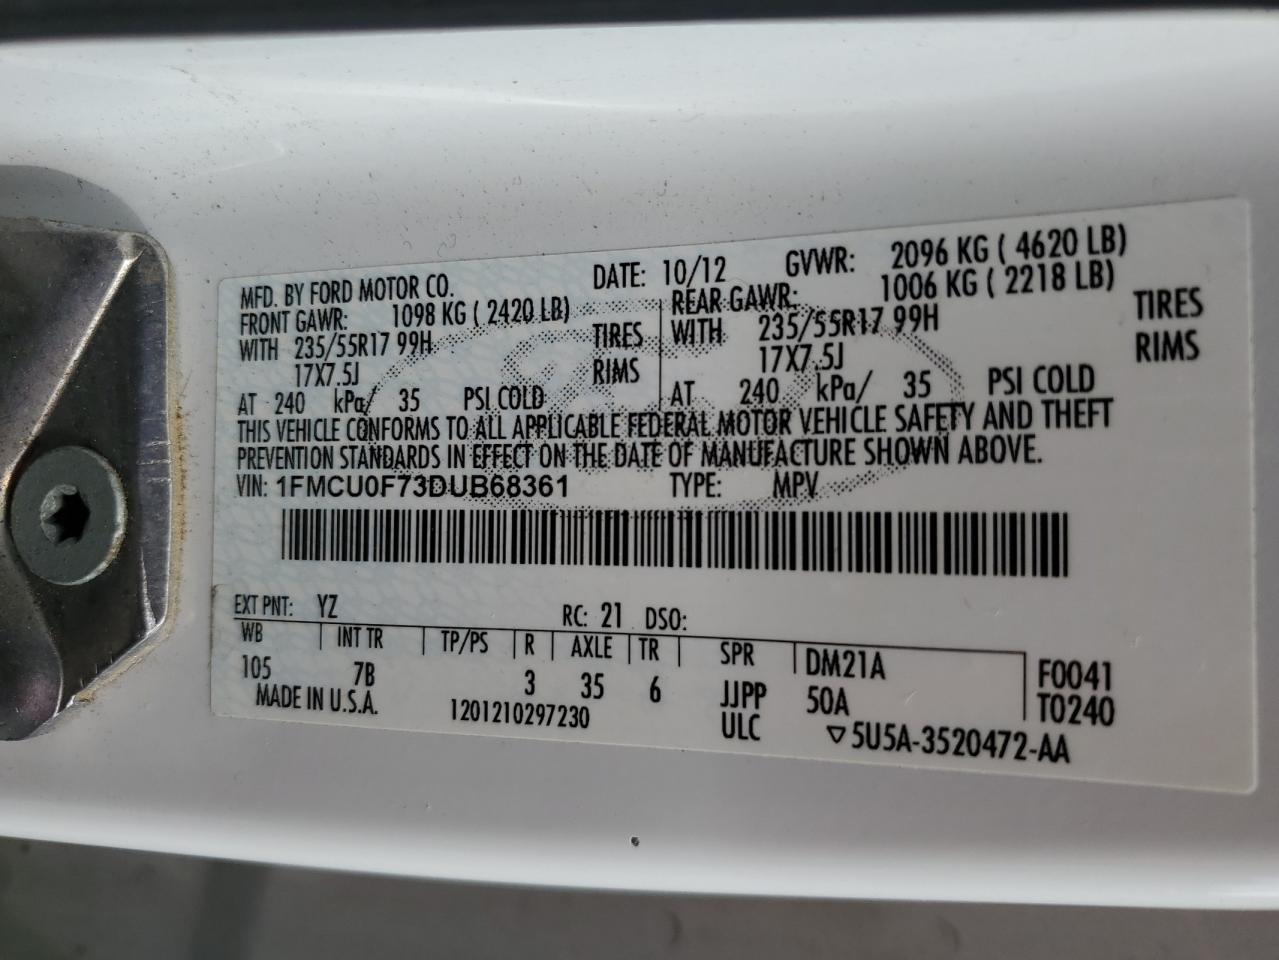 MFD. BY FORD MOTOR CO. DATE: 10/12 GVWR: 2096 KG ( 4620 LB)
FRONT GAWR: 1098 KG ( 2420 LB) REAR GAWR: 1006 KG ( 2218 LB)
WITH 235/55R17 99H TIRES WITH 235/55R17 99H TIRES
17X7.5J RIMS 17X7.5J RIMS
AT 240 kPa/ 35 PSI COLD AT 240 kPa/ 35 PSI COLD
THIS VEHICLE CONFORMS TO ALL APPLICABLE FEDERAL MOTOR VEHICLE SAFETY AND THEFT
PREVENTION STANDARDS IN EFFECT ON THE DATE OF MANUFACTURE SHOWN ABOVE.
VIN: 1FMCU0F73DUB68361 TYPE: MPV
EXT PNT: YZ RC: 21 DSO:
WB INT TR TP/PS R AXLE TR SPR DM21A F0041
105 7B 3 35 6 JJPP 50A T0240
MADE IN U.S.A. 1201210297230 ULC ▽5U5A-3520472-AA